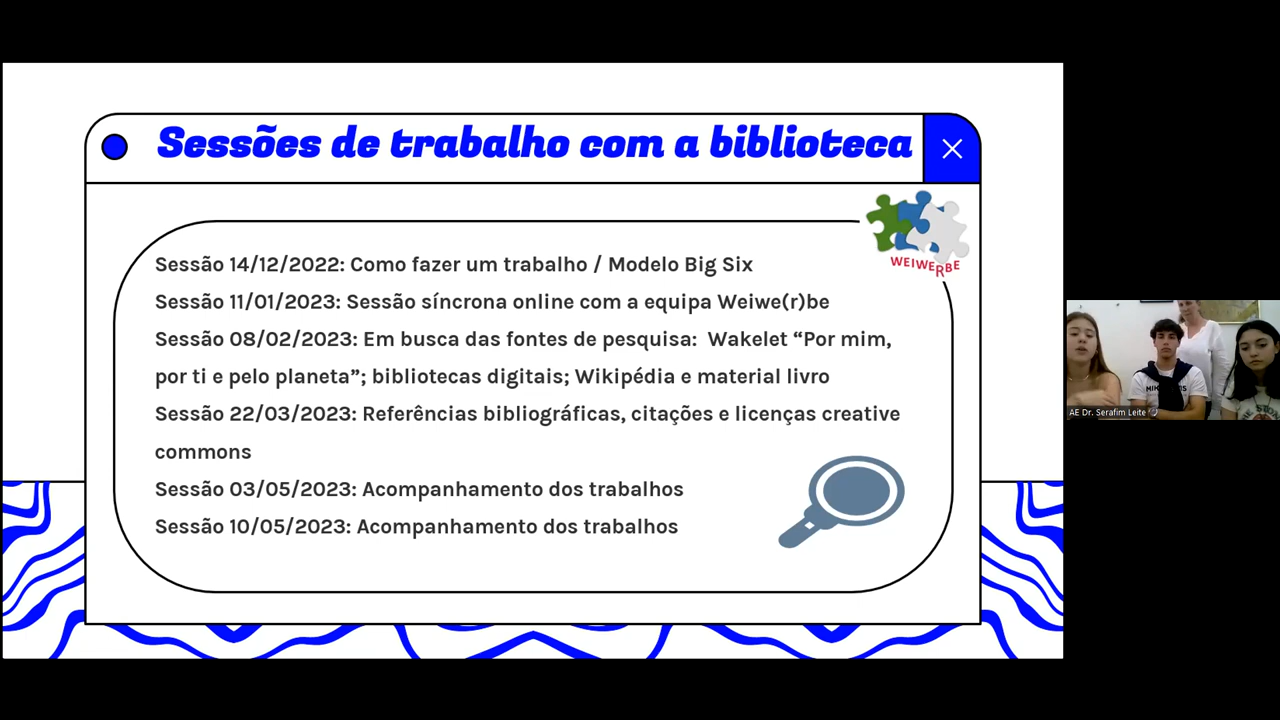 Sessões de trabalho com a biblioteca
WEIWERBE
Sessão 14/12/2022: Como fazer um trabalho / Modelo Big Six
Sessão 11/01/2023: Sessão síncrona online com a equipa Weiwe(r)be
Sessão 08/02/2023: Em busca das fontes de pesquisa:  Wakelet “Por mim,
por ti e pelo planeta”; bibliotecas digitais; Wikipédia e material livro
Sessão 22/03/2023: Referências bibliográficas, citações e licenças creative
commons
Sessão 03/05/2023: Acompanhamento dos trabalhos
Sessão 10/05/2023: Acompanhamento dos trabalhos
AE Dr. Serafim Leite